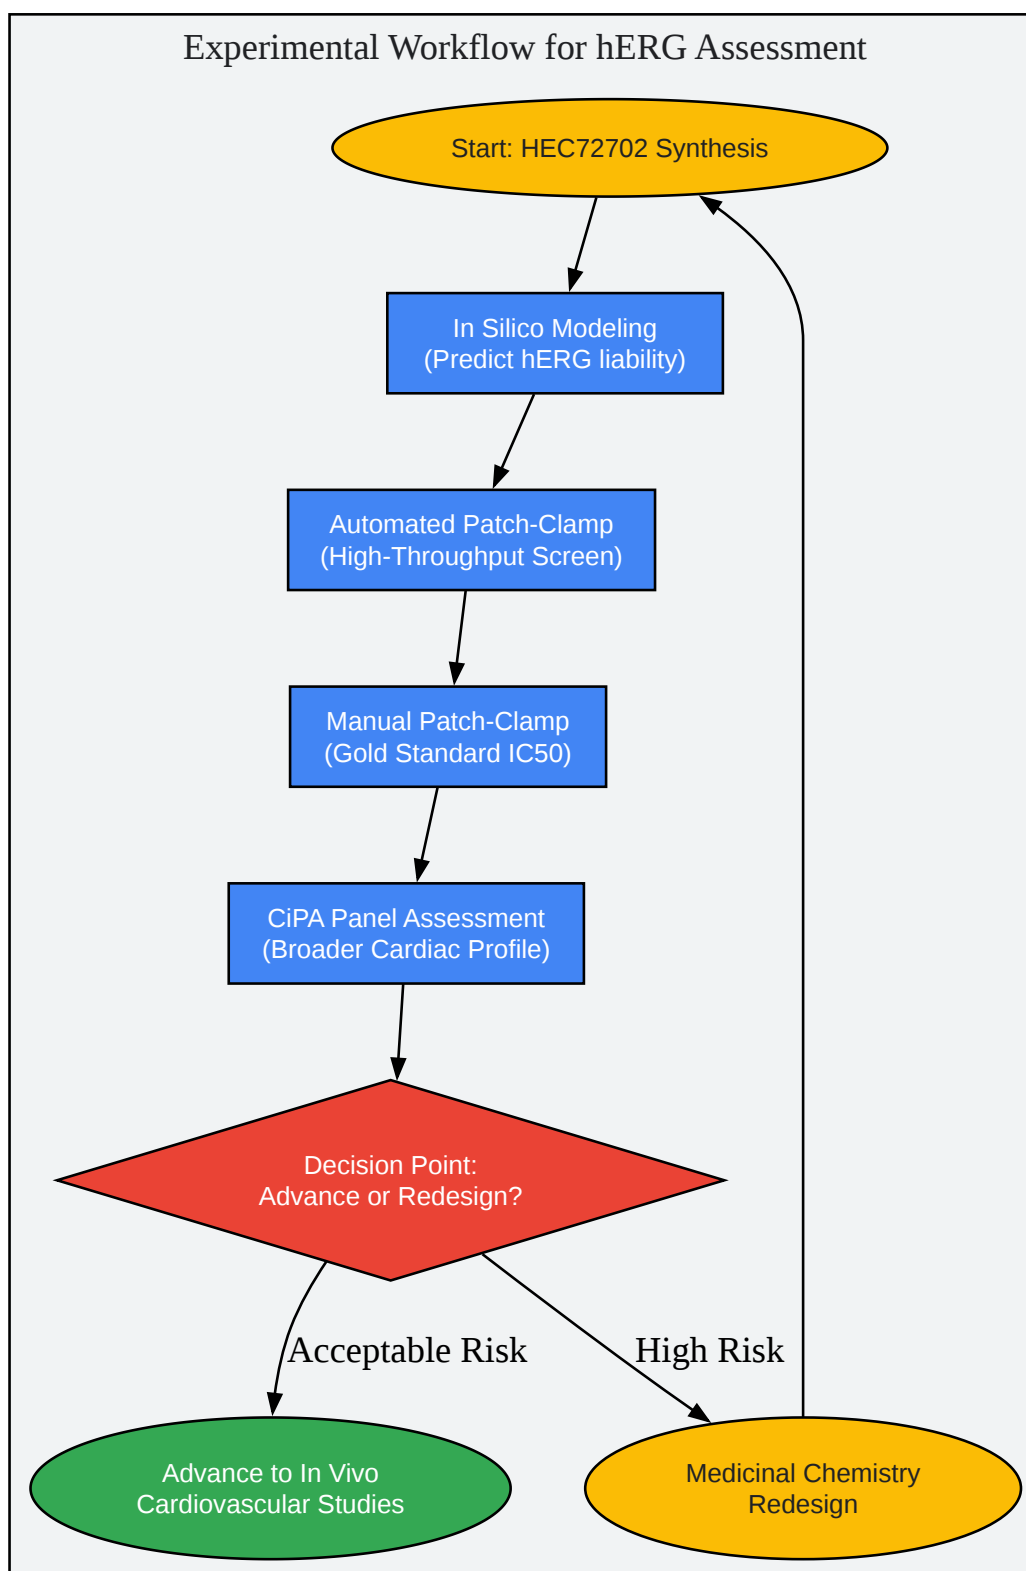 Experimental Workflow for hERG Assessment
Start: HEC72702 Synthesis
In Silico Modeling
(Predict hERG liability)
Automated Patch-Clamp
(High-Throughput Screen)
Manual Patch-Clamp
(Gold Standard IC50)
CiPA Panel Assessment
(Broader Cardiac Profile)
Decision Point:
Advance or Redesign?
Acceptable Risk
High Risk
Advance to In Vivo
Cardiovascular Studies
Medicinal Chemistry
Redesign